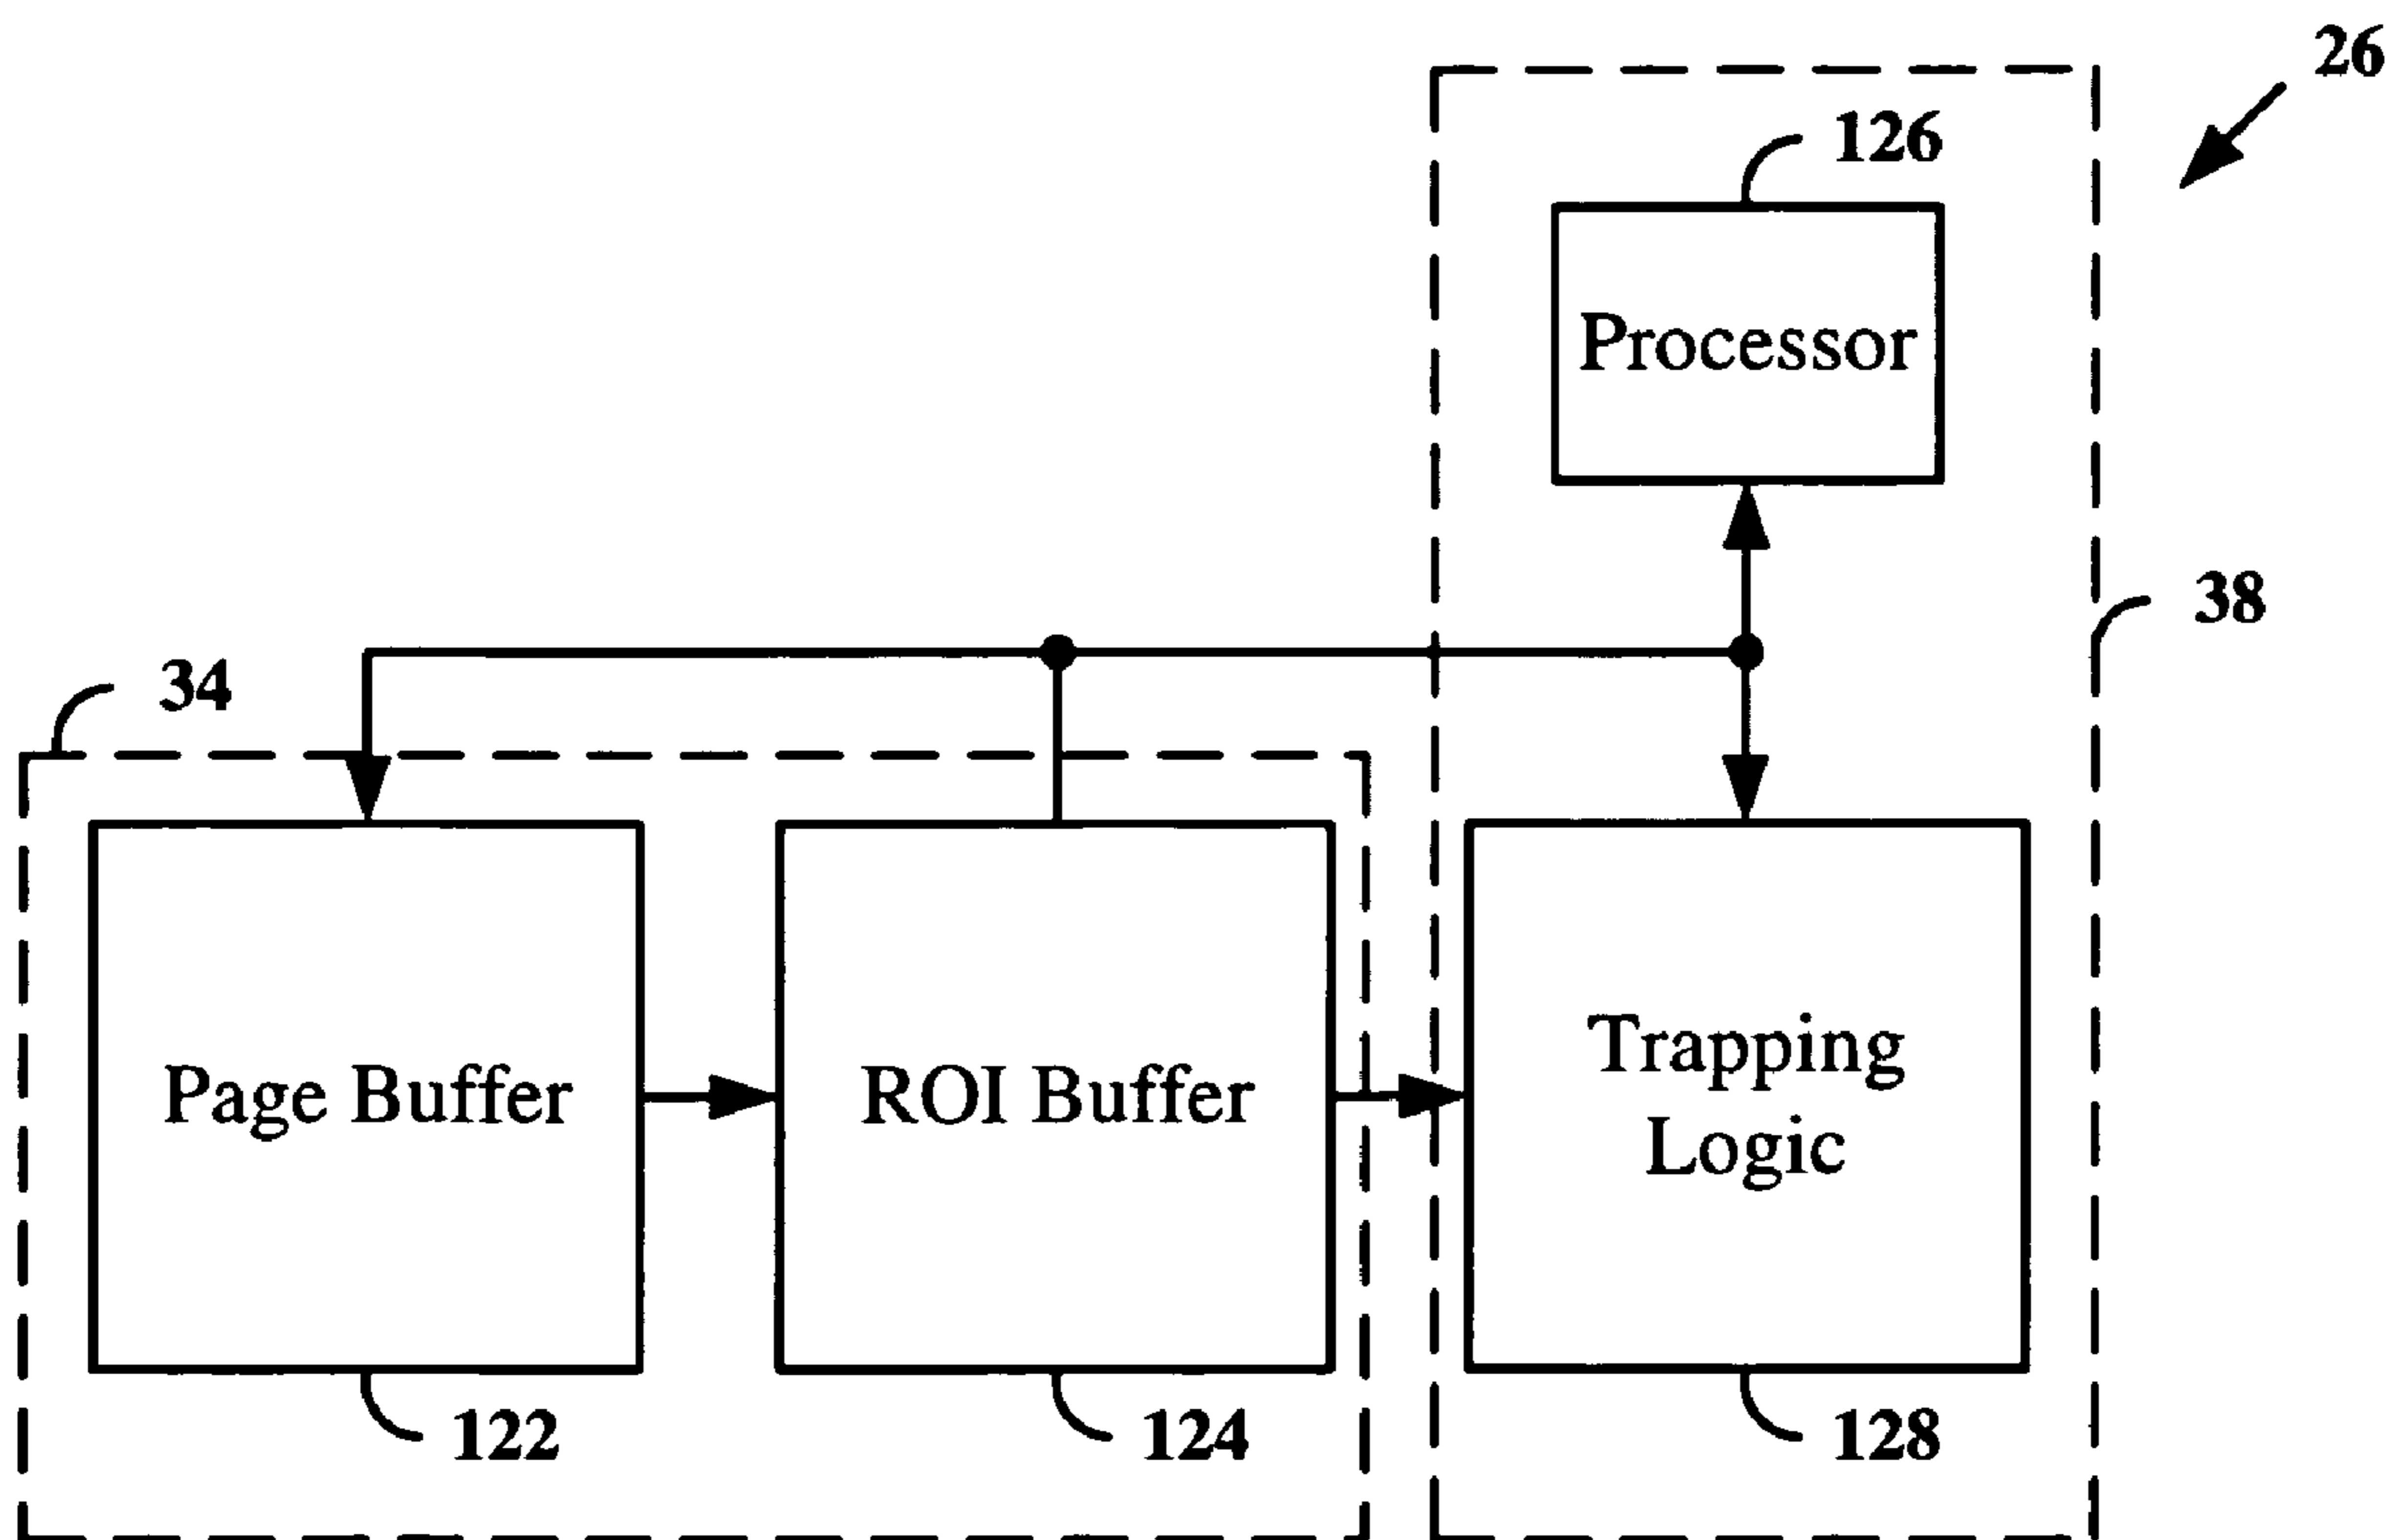 26
126
Processor
38
34
Page Buffer
ROI Buffer
Trapping
Logic
122
124
128